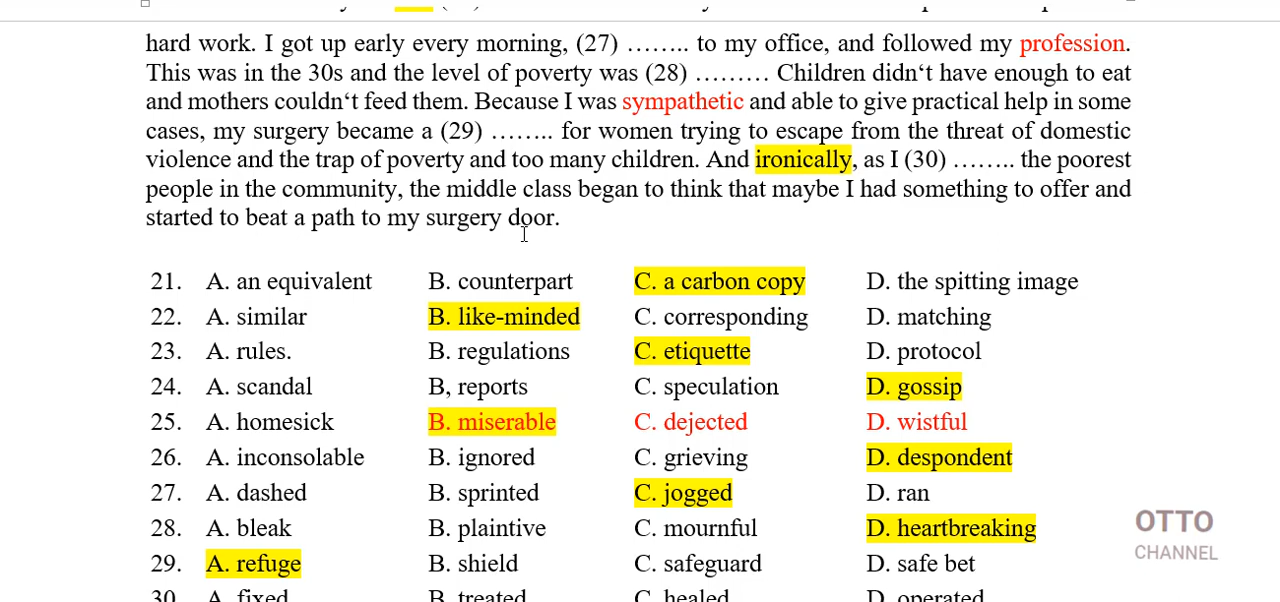 hard work. I got up early every morning, (27) …….. to my office, and followed my profession.
This was in the 30s and the level of poverty was (28) ……… Children didn‘t have enough to eat
and mothers couldn‘t feed them. Because I was sympathetic and able to give practical help in some
cases, my surgery became a (29) …….. for women trying to escape from the threat of domestic
violence and the trap of poverty and too many children. And ironically, as I (30) …….. the poorest
people in the community, the middle class began to think that maybe I had something to offer and
started to beat a path to my surgery door.
21. A. an equivalent B. counterpart C. a carbon copy D. the spitting image
22. A. similar B. like-minded C. corresponding D. matching
23. A. rules. B. regulations C. etiquette D. protocol
24. A. scandal B, reports C. speculation D. gossip
25. A. homesick B. miserable C. dejected D. wistful
26. A. inconsolable B. ignored C. grieving D. despondent
27. A. dashed B. sprinted C. jogged D. ran
28. A. bleak B. plaintive C. mournful D. heartbreaking
29. A. refuge B. shield C. safeguard D. safe bet
30. A. fixed B. treated C. healed D. operated
OTTO
CHANNEL